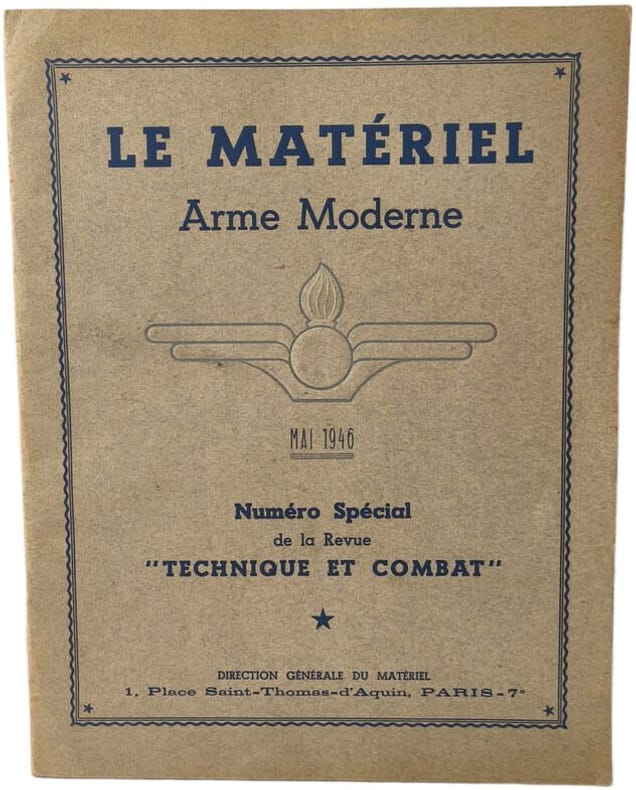 LE MATÉRIEL
Arme Moderne
MAI 1946
Numéro Spécial
de la Revue
"TECHNIQUE ET COMBAT"
DIRECTION GÉNÉRALE DU MATÉRIEL
1, Place Saint-Thomas-d'Aquin, PARIS-7ᵉ